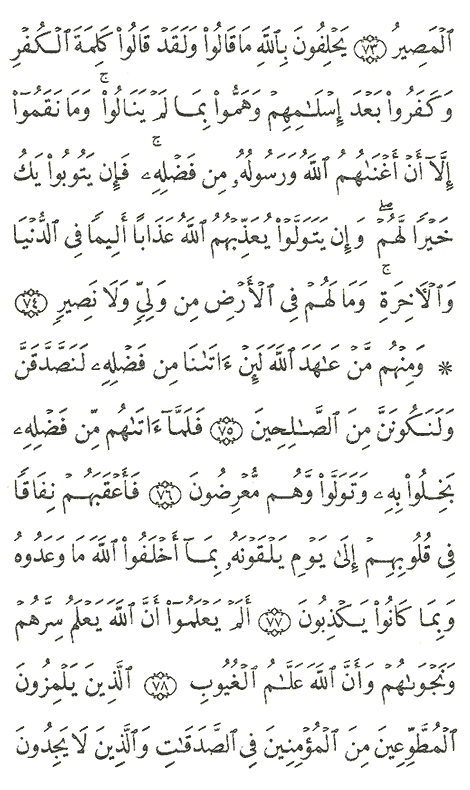 ٱلۡمَصِيرُ ٧٣ يَحۡلِفُونَ بِٱللَّهِ مَا قَالُواْ وَلَقَدۡ قَالُواْ كَلِمَةَ ٱلۡكُفۡرِ
وَكَفَرُواْ بَعۡدَ إِسۡلَٰمِهِمۡ وَهَمُّواْ بِمَا لَمۡ يَنَالُواْۚ وَمَا نَقَمُوٓاْ
إِلَّآ أَنۡ أَغۡنَىٰهُمُ ٱللَّهُ وَرَسُولُهُۥ مِن فَضۡلِهِۦۚ فَإِن يَتُوبُواْ يَكُ
خَيۡرٗا لَّهُمۡۖ وَإِن يَتَوَلَّوۡاْ يُعَذِّبۡهُمُ ٱللَّهُ عَذَابًا أَلِيمٗا فِي ٱلدُّنۡيَا
وَٱلۡأٓخِرَةِۚ وَمَا لَهُمۡ فِي ٱلۡأَرۡضِ مِن وَلِيّٖ وَلَا نَصِيرٖ ٧٤
* وَمِنۡهُم مَّنۡ عَٰهَدَ ٱللَّهَ لَئِنۡ ءَاتَىٰنَا مِن فَضۡلِهِۦ لَنَصَّدَّقَنَّ
وَلَنَكُونَنَّ مِنَ ٱلصَّٰلِحِينَ ٧٥ فَلَمَّآ ءَاتَىٰهُم مِّن فَضۡلِهِۦ
بَخِلُواْ بِهِۦ وَتَوَلَّواْ وَّهُم مُّعۡرِضُونَ ٧٦ فَأَعۡقَبَهُمۡ نِفَاقٗا
فِي قُلُوبِهِمۡ إِلَىٰ يَوۡمِ يَلۡقَوۡنَهُۥ بِمَآ أَخۡلَفُواْ ٱللَّهَ مَا وَعَدُوهُ
وَبِمَا كَانُواْ يَكۡذِبُونَ ٧٧ أَلَمۡ يَعۡلَمُوٓاْ أَنَّ ٱللَّهَ يَعۡلَمُ سِرَّهُمۡ
وَنَجۡوَىٰهُمۡ وَأَنَّ ٱللَّهَ عَلَّٰمُ ٱلۡغُيُوبِ ٧٨ ٱلَّذِينَ يَلۡمِزُونَ
ٱلۡمُطَّوِّعِينَ مِنَ ٱلۡمُؤۡمِنِينَ فِي ٱلصَّدَقَٰتِ وَٱلَّذِينَ لَا يَجِدُونَ